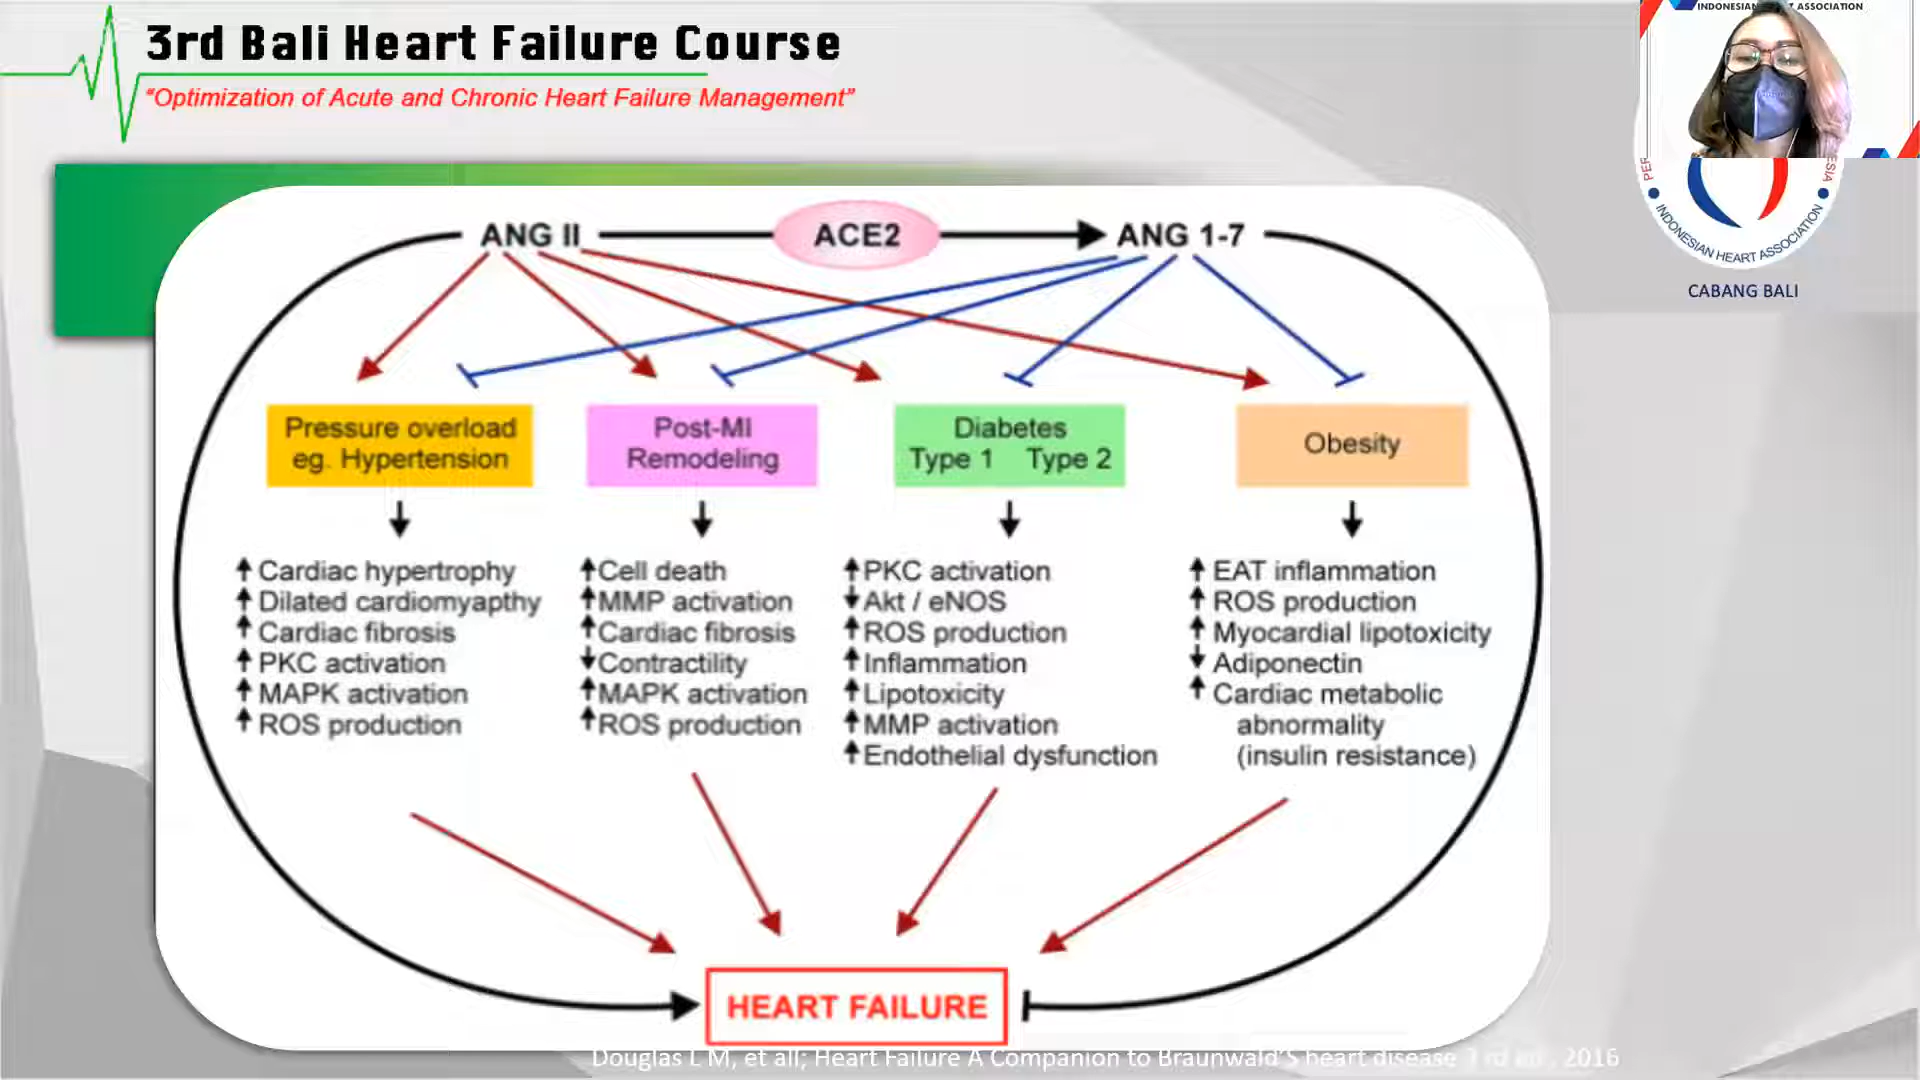 3rd Bali Heart Failure Course
"Optimization of Acute and Chronic Heart Failure Management"
ASSOCIATION
INDONESIAN HEART ASSOCIATION
CABANG BALI
ANG II
ACE2
ANG 1-7
Pressure overload
eg. Hypertension
Post-MI
Remodeling
Diabetes
Type 1 Type 2
Obesity
↑ Cardiac hypertrophy
↑ Dilated cardiomyapthy
↑ Cardiac fibrosis
↑ PKC activation
↑ MAPK activation
↑ ROS production
↑ Cell death
↑ MMP activation
↑ Cardiac fibrosis
↓ Contractility
↑ MAPK activation
↑ ROS production
↑ PKC activation
↓ Akt / eNOS
↑ ROS production
↑ Inflammation
↑ Lipotoxicity
↑ MMP activation
↑ Endothelial dysfunction
↑ EAT inflammation
↑ ROS production
↑ Myocardial lipotoxicity
↓ Adiponectin
↑ Cardiac metabolic
abnormality
(insulin resistance)
HEART FAILURE
Douglas L M, et all; Heart Failure A Companion to Braunwald'S heart disease 3 rd ed, 2016